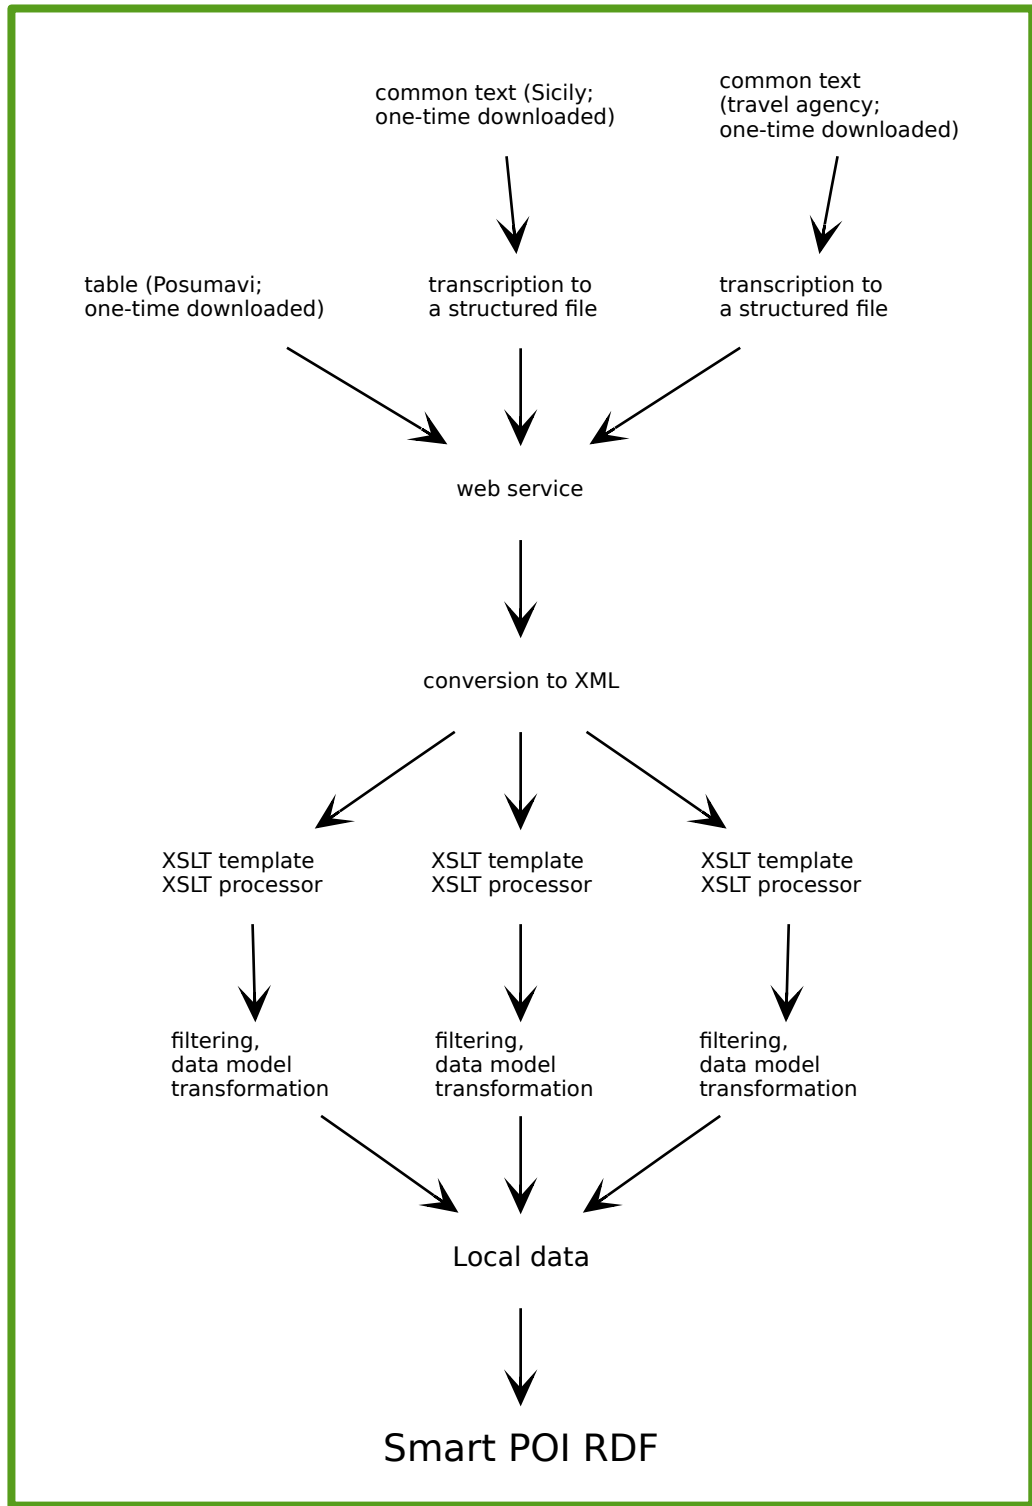 common text (Sicily;
one-time downloaded)
common text
(travel agency;
one-time downloaded)
table (Posumavi;
one-time downloaded)
transcription to
a structured file
transcription to
a structured file
web service
conversion to XML
XSLT template
XSLT processor
XSLT template
XSLT processor
XSLT template
XSLT processor
filtering,
data model
transformation
filtering,
data model
transformation
filtering,
data model
transformation
Local data
Smart POI RDF